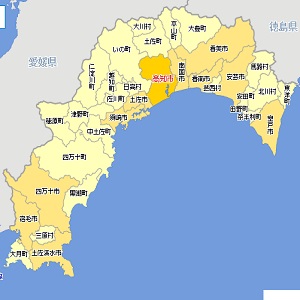 徳島県
愛媛県
大川村
土佐町
本山町
大豊町
いの町
香美市
仁淀川町
越知町
日高村
高知市
南国市
香南市
安芸市
馬路村
北川村
東洋町
佐川町
土佐市
芸西村
安田町
田野町
奈半利町
室戸市
津野町
須崎市
梼原町
中土佐町
四万十町
四万十市
黒潮町
宿毛市
三原村
大月町
土佐清水市